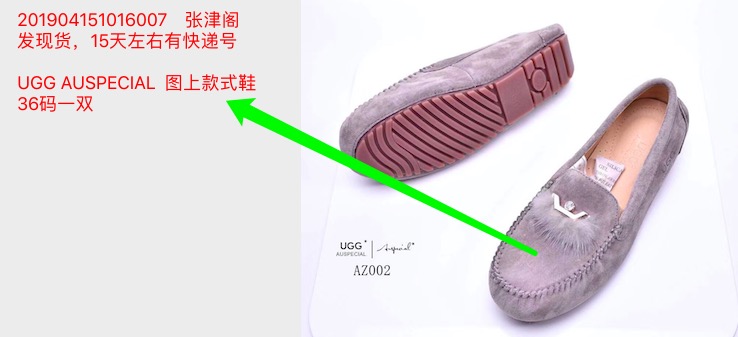 201904151016007 张津阁
发现货，15天左右有快递号
UGG AUSPECIAL 图上款式鞋
36码一双
UGG Auspecial
AUSPECIAL
AZ002